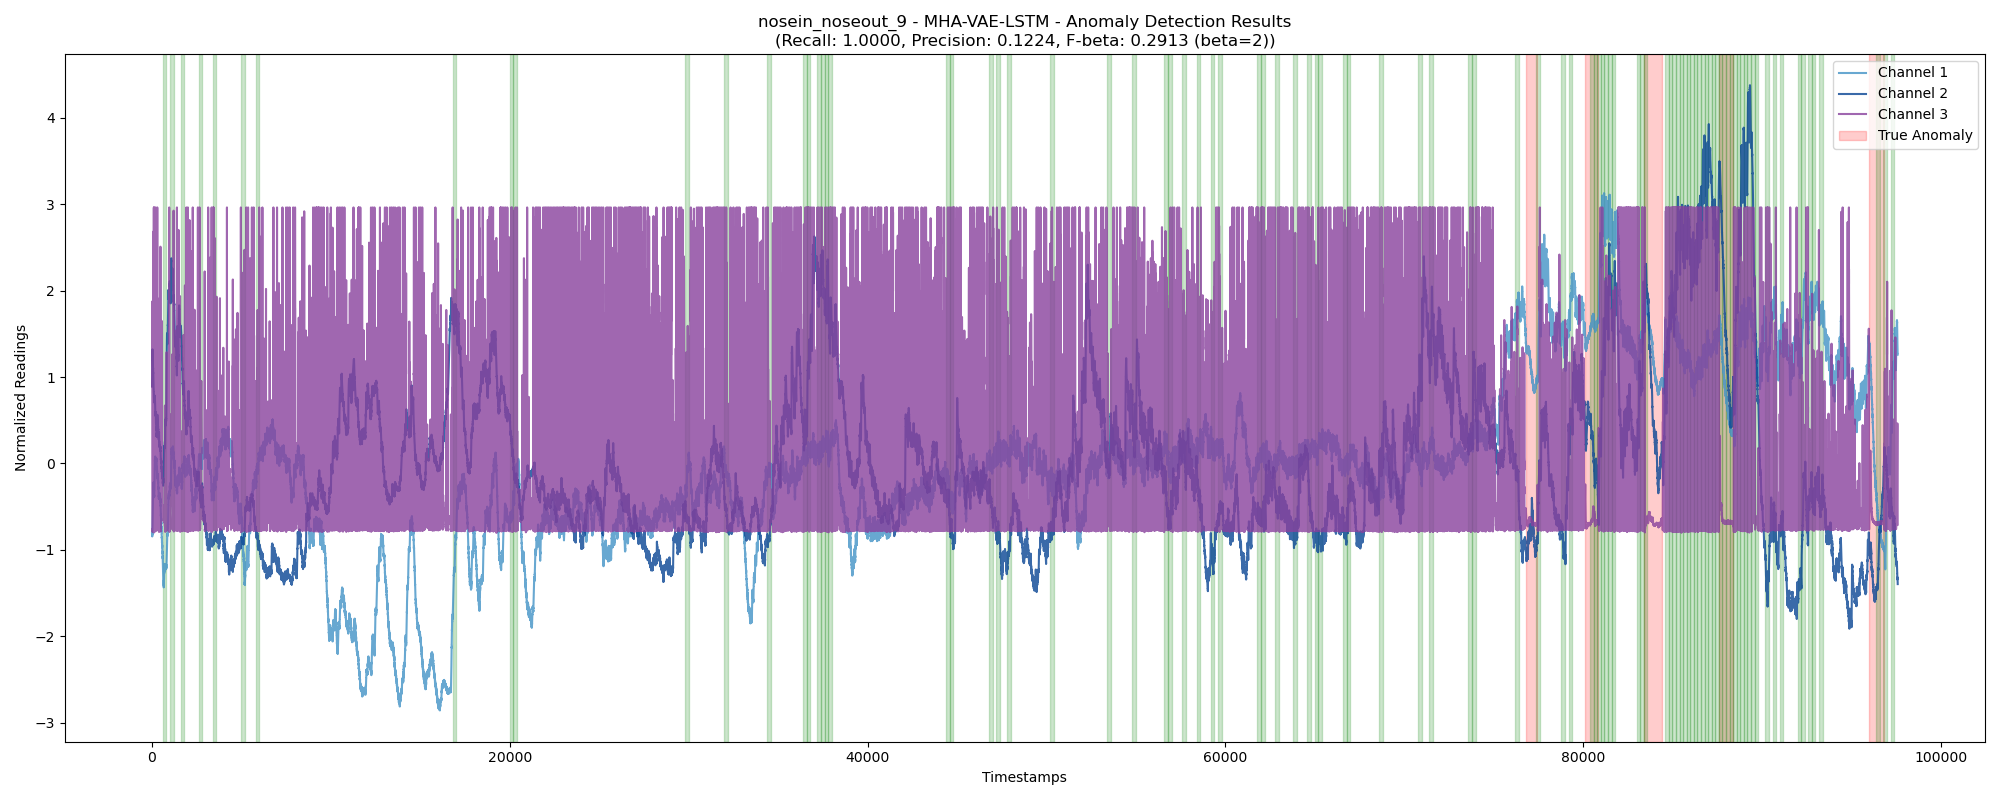 nosein_noseout_9 - MHA-VAE-LSTM - Anomaly Detection Results
(Recall: 1.0000, Precision: 0.1224, F-beta: 0.2913 (beta=2))
Channel 1
Channel 2
Channel 3
True Anomaly
Normalized Readings
4
3
2
1
0
−1
−2
−3
0 20000 40000 60000 80000 100000
Timestamps